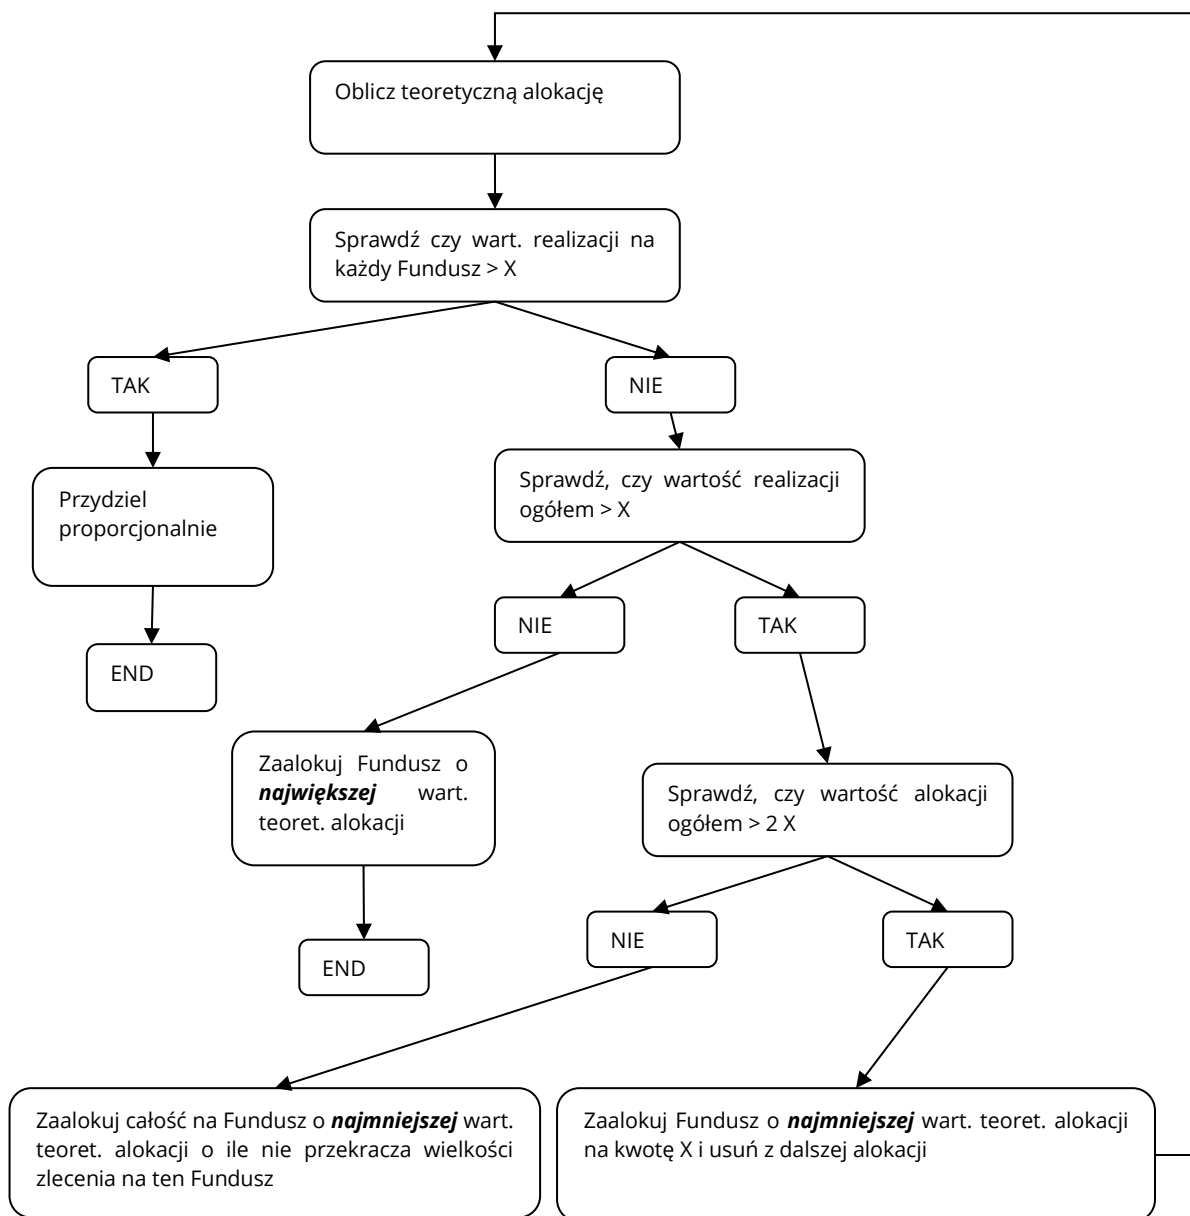 Oblicz teoretyczną alokację
Sprawdź czy wart. realizacji na
każdy Fundusz > X
TAK
NIE
Przydziel
proporcjonalnie
Sprawdź, czy wartość realizacji
ogółem > X
END
NIE
TAK
Zaalokuj Fundusz o
największej wart.
teoret. alokacji
Sprawdź, czy wartość alokacji
ogółem > 2 X
END
NIE
TAK
Zaalokuj całość na Fundusz o najmniejszej wart.
teoret. alokacji o ile nie przekracza wielkości
zlecenia na ten Fundusz
Zaalokuj Fundusz o najmniejszej wart. teoret. alokacji
na kwotę X i usuń z dalszej alokacji